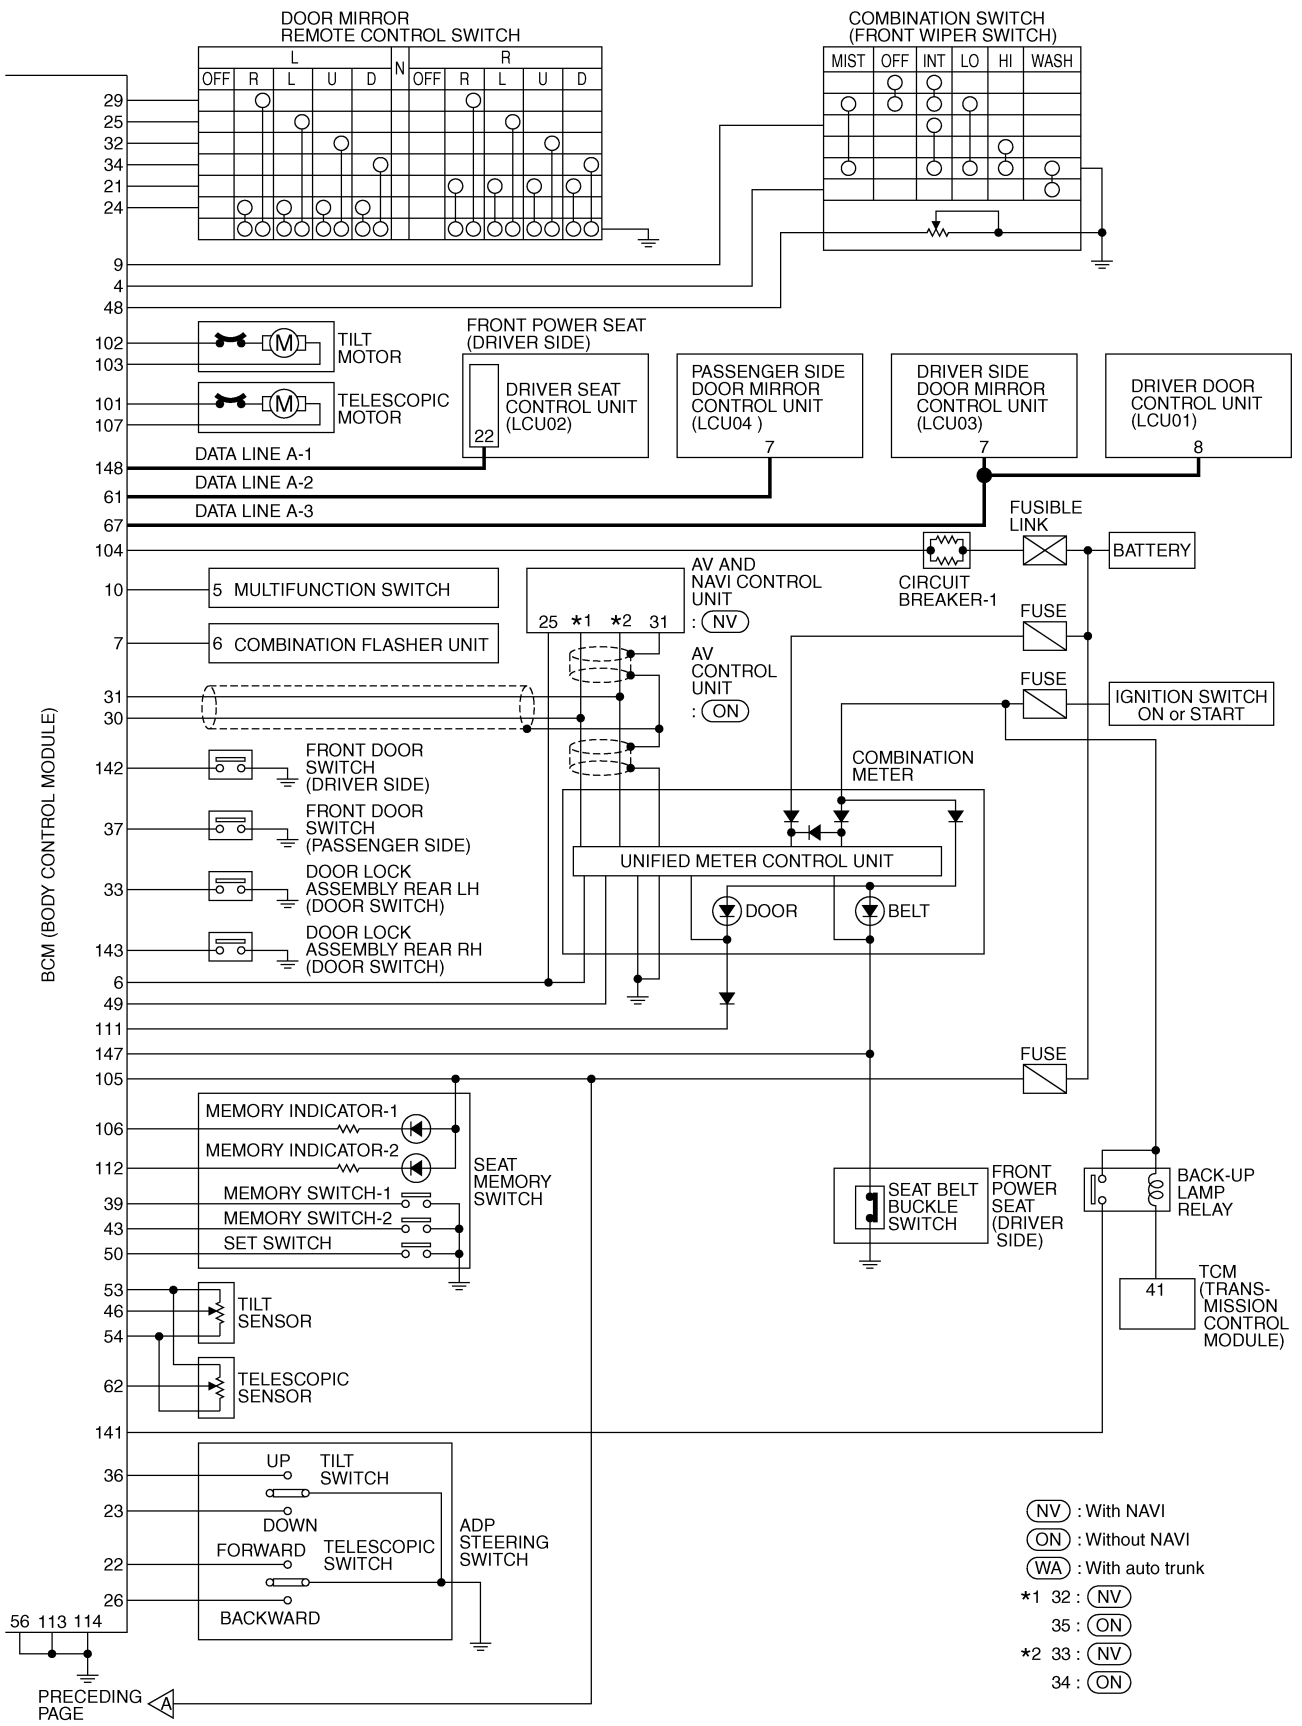 DOOR MIRROR
REMOTE CONTROL SWITCH
L N R
OFF R L U D OFF R L U D
COMBINATION SWITCH
(FRONT WIPER SWITCH)
MIST OFF INT LO HI WASH
29
25
32
34
21
24
9
4
48
102
103
TILT
MOTOR
M
101
107
TELESCOPIC
MOTOR
M
FRONT POWER SEAT
(DRIVER SIDE)
DRIVER SEAT
CONTROL UNIT
(LCU02)
22
PASSENGER SIDE
DOOR MIRROR
CONTROL UNIT
(LCU04 )
7
DRIVER SIDE
DOOR MIRROR
CONTROL UNIT
(LCU03)
7
DRIVER DOOR
CONTROL UNIT
(LCU01)
8
148 DATA LINE A-1
61 DATA LINE A-2
67 DATA LINE A-3
104
CIRCUIT
BREAKER-1
FUSIBLE
LINK
BATTERY
FUSE
FUSE
IGNITION SWITCH
ON or START
10
5 MULTIFUNCTION SWITCH
7
6 COMBINATION FLASHER UNIT
25 *1 *2 31
AV AND
NAVI CONTROL
UNIT
: NV
AV
CONTROL
UNIT
: ON
31
30
BCM (BODY CONTROL MODULE)
142
FRONT DOOR
SWITCH
(DRIVER SIDE)
37
FRONT DOOR
SWITCH
(PASSENGER SIDE)
33
DOOR LOCK
ASSEMBLY REAR LH
(DOOR SWITCH)
143
DOOR LOCK
ASSEMBLY REAR RH
(DOOR SWITCH)
COMBINATION
METER
UNIFIED METER CONTROL UNIT
DOOR
BELT
6
49
111
147
105
FUSE
106 MEMORY INDICATOR-1
112 MEMORY INDICATOR-2
39 MEMORY SWITCH-1
43 MEMORY SWITCH-2
50 SET SWITCH
SEAT
MEMORY
SWITCH
SEAT BELT
BUCKLE
SWITCH
FRONT
POWER
SEAT
(DRIVER
SIDE)
BACK-UP
LAMP
RELAY
41
TCM
(TRANS-
MISSION
CONTROL
MODULE)
53
46
54
TILT
SENSOR
62
TELESCOPIC
SENSOR
141
36
23
22
26
UP
TILT
SWITCH
DOWN
FORWARD
TELESCOPIC
SWITCH
BACKWARD
ADP
STEERING
SWITCH
56 113 114
PRECEDING
PAGE
A
NV : With NAVI
ON : Without NAVI
WA : With auto trunk
*1 32 : NV
35 : ON
*2 33 : NV
34 : ON